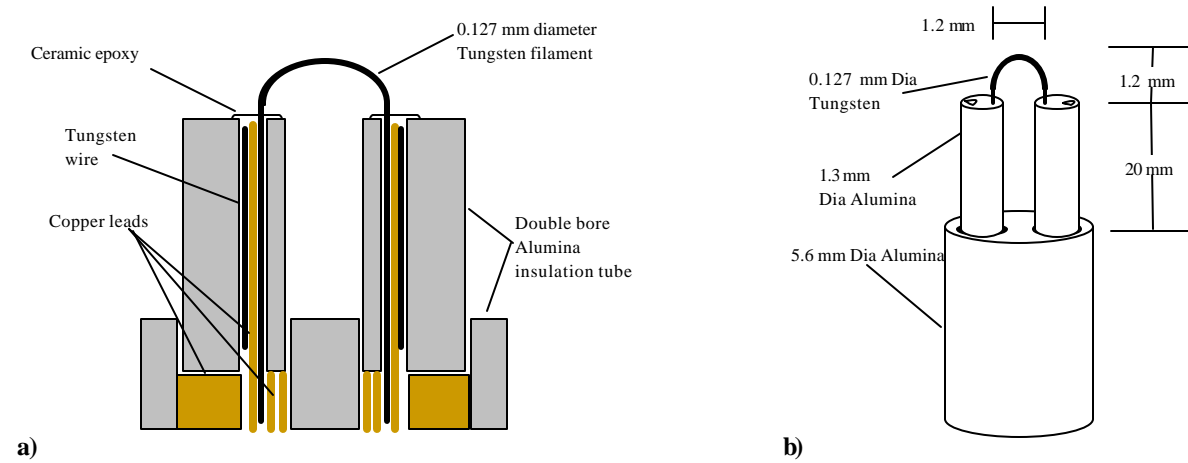 Ceramic epoxy
0.127 mm diameter
Tungsten filament
Tungsten
wire
Copper leads
Double bore
Alumina
insulation tube
a)
1.2 mm
0.127 mm Dia
Tungsten
1.2 mm
1.3 mm
Dia Alumina
20 mm
5.6 mm Dia Alumina
b)